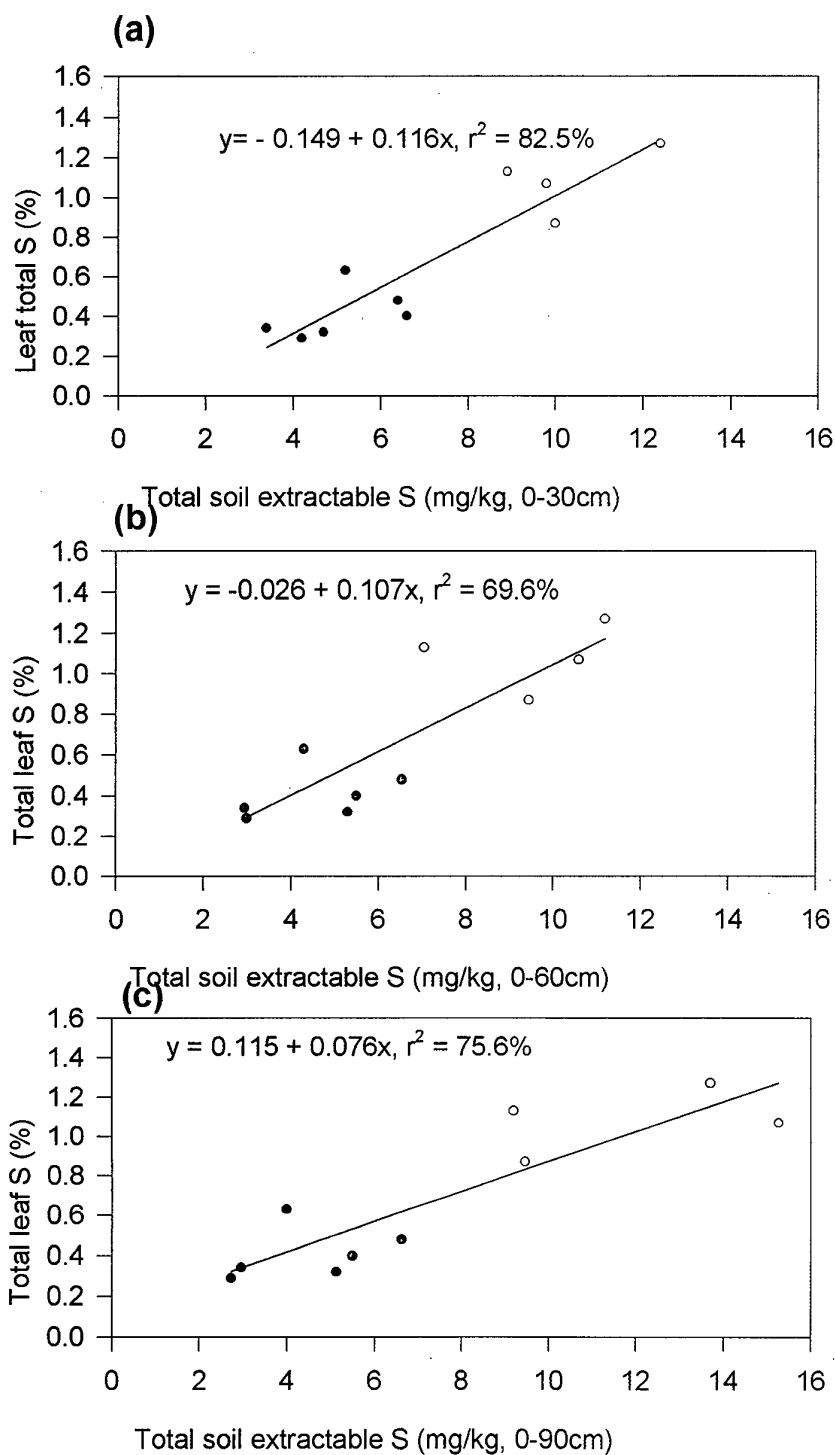 (a)
1.6
1.4
1.2
1.0
0.8
0.6
0.4
0.2
0.0
y= - 0.149 + 0.116x, r² = 82.5%
Leaf total S (%)
0 2 4 6 8 10 12 14 16
Total soil extractable S (mg/kg, 0-30cm)
(b)
1.6
1.4
1.2
1.0
0.8
0.6
0.4
0.2
0.0
y = -0.026 + 0.107x, r² = 69.6%
Total leaf S (%)
0 2 4 6 8 10 12 14 16
Total soil extractable S (mg/kg, 0-60cm)
(c)
1.6
1.4
1.2
1.0
0.8
0.6
0.4
0.2
0.0
y = 0.115 + 0.076x, r² = 75.6%
Total leaf S (%)
0 2 4 6 8 10 12 14 16
Total soil extractable S (mg/kg, 0-90cm)